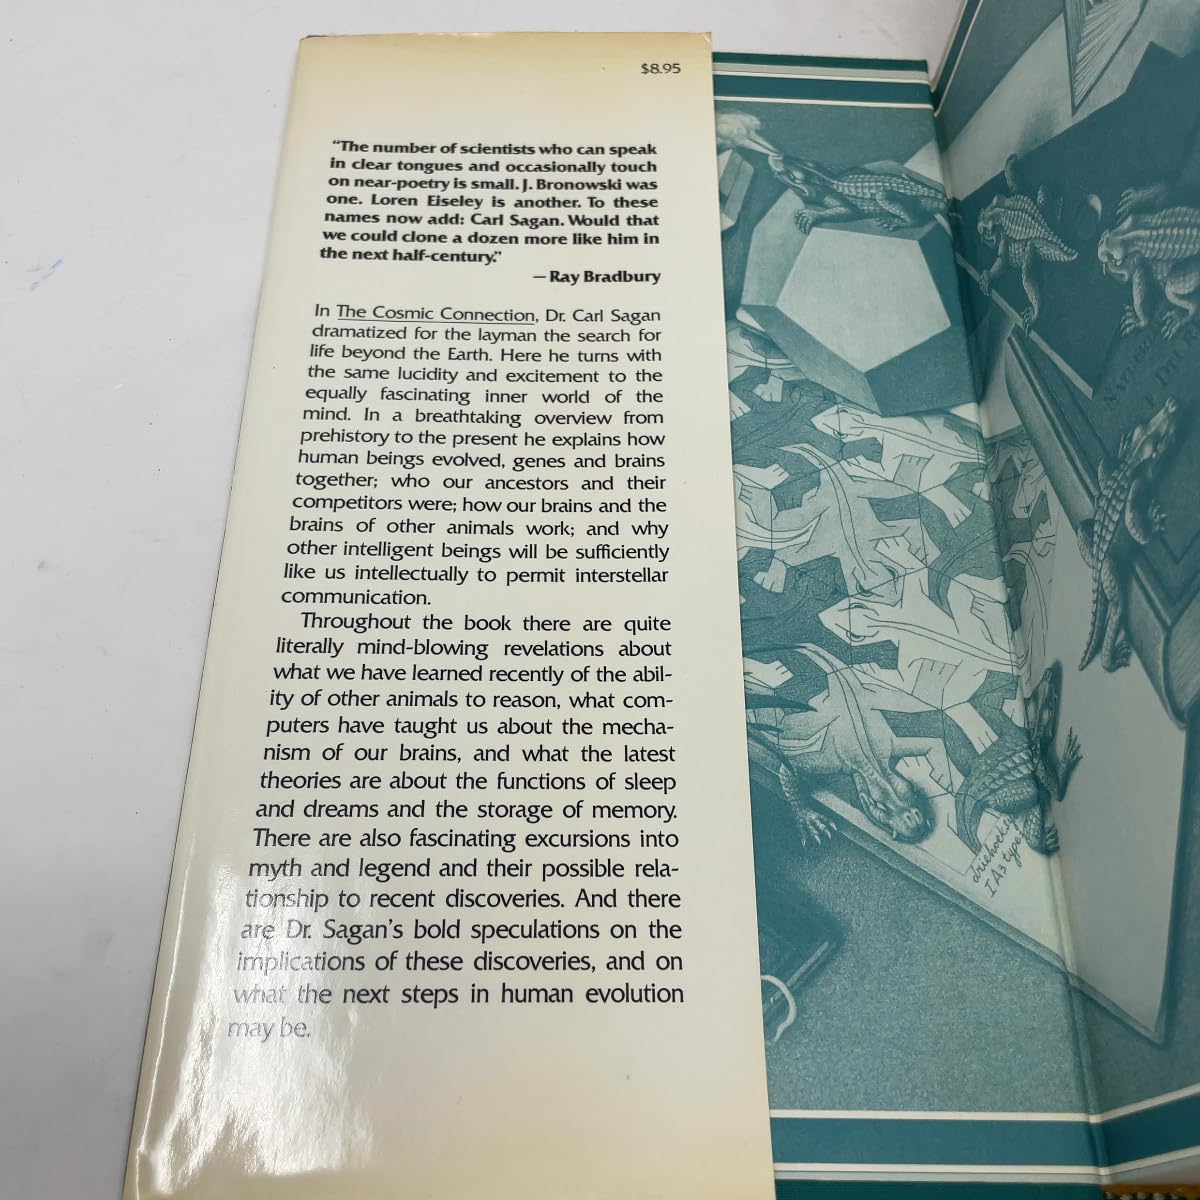 $8.95
“The number of scientists who can speak
in clear tongues and occasionally touch
on near-poetry is small. J. Bronowski was
one. Loren Eiseley is another. To these
names now add: Carl Sagan. Would that
we could clone a dozen more like him in
the next half-century.”
— Ray Bradbury
In The Cosmic Connection, Dr. Carl Sagan
dramatized for the layman the search for
life beyond the Earth. Here he turns with
the same lucidity and excitement to the
equally fascinating inner world of the
mind. In a breathtaking overview from
prehistory to the present he explains how
human beings evolved, genes and brains
together; who our ancestors and their
competitors were; how our brains and the
brains of other animals work; and why
other intelligent beings will be sufficiently
like us intellectually to permit interstellar
communication.
Throughout the book there are quite
literally mind-blowing revelations about
what we have learned recently of the abil-
ity of other animals to reason, what com-
puters have taught us about the mecha-
nism of our brains, and what the latest
theories are about the functions of sleep
and dreams and the storage of memory.
There are also fascinating excursions into
myth and legend and their possible rela-
tionship to recent discoveries. And there
are Dr. Sagan’s bold speculations on the
implications of these discoveries, and on
what the next steps in human evolution
may be.